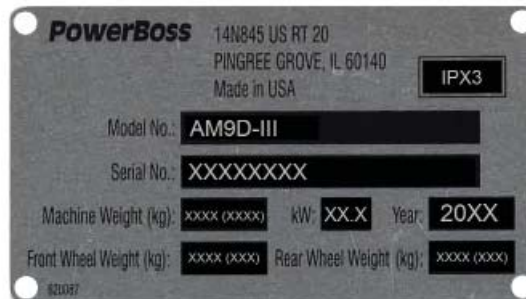 PowerBoss 14N845 US RT 20
PINGREE GROVE, IL 60140
Made in USA
IPX3
Model No.: AM9D-III
Serial No.: XXXXXXXX
Machine Weight (kg): XXXX (XXXX) kW: XX.X Year: 20XX
Front Wheel Weight (kg): XXXX (XXX) Rear Wheel Weight (kg): XXXX (XXX)